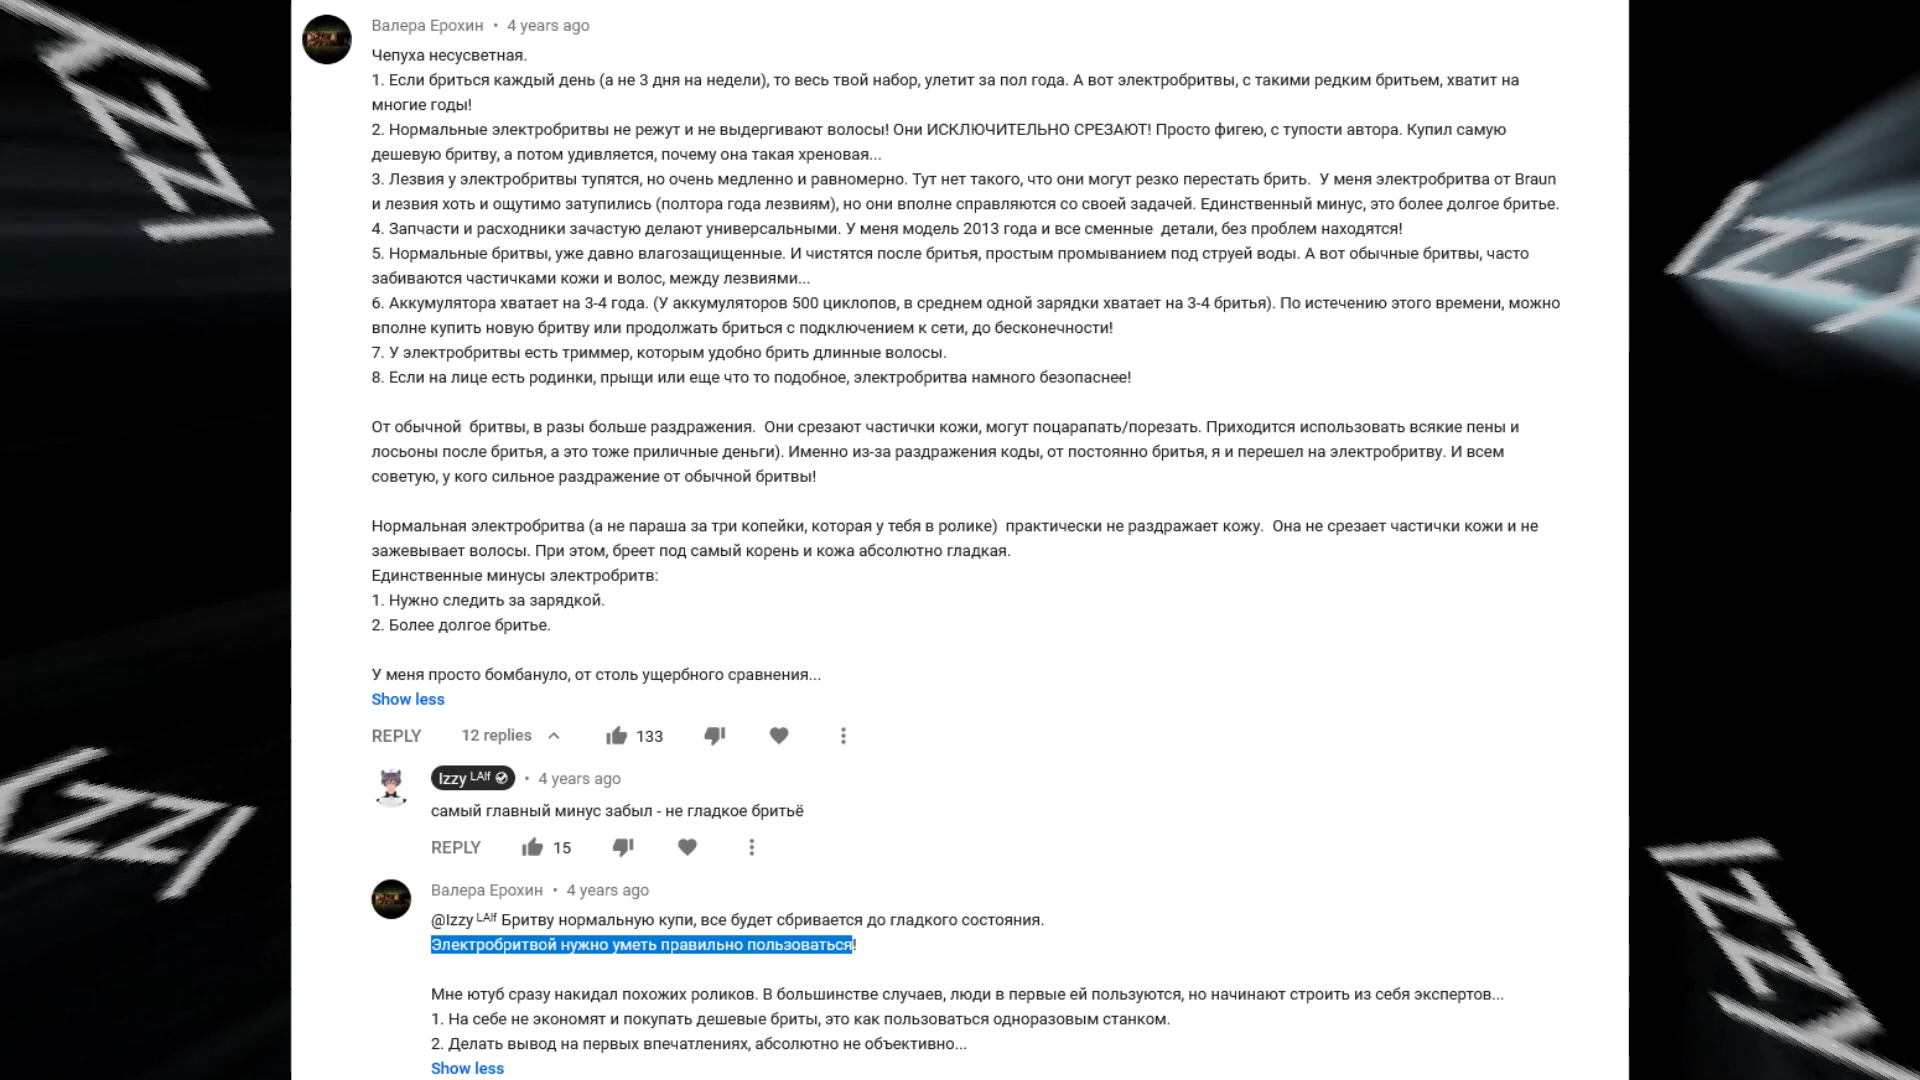 Валера Ерохин • 4 years ago
Чепуха несусветная.
1. Если бриться каждый день (а не 3 дня на недели), то весь твой набор, улетит за пол года. А вот электробритвы, с такими редким бритьем, хватит на
многие годы!
2. Нормальные электробритвы не режут и не выдергивают волосы! Они ИСКЛЮЧИТЕЛЬНО СРЕЗАЮТ! Просто фигею, с тупости автора. Купил самую
дешевую бритву, а потом удивляется, почему она такая хреновая...
3. Лезвия у электробритвы тупятся, но очень медленно и равномерно. Тут нет такого, что они могут резко перестать брить. У меня электробритва от Braun
и лезвия хоть и ощутимо затупились (полтора года лезвиям), но они вполне справляются со своей задачей. Единственный минус, это более долгое бритье.
4. Запчасти и расходники зачастую делают универсальными. У меня модель 2013 года и все сменные детали, без проблем находятся!
5. Нормальные бритвы, уже давно влагозащищенные. И чистятся после бритья, простым промыванием под струей воды. А вот обычные бритвы, часто
забиваются частичками кожи и волос, между лезвиями...
6. Аккумулятора хватает на 3-4 года. (У аккумуляторов 500 циклопов, в среднем одной зарядки хватает на 3-4 бритья). По истечению этого времени, можно
вполне купить новую бритву или продолжать бриться с подключением к сети, до бесконечности!
7. У электробритвы есть триммер, которым удобно брить длинные волосы.
8. Если на лице есть родинки, прыщи или еще что то подобное, электробритва намного безопаснее!
От обычной бритвы, в разы больше раздражения. Они срезают частички кожи, могут поцарапать/порезать. Приходится использовать всякие пены и
лосьоны после бритья, а это тоже приличные деньги). Именно из-за раздражения коды, от постоянно бритья, я и перешел на электробритву. И всем
советую, у кого сильное раздражение от обычной бритвы!
Нормальная электробритва (а не параша за три копейки, которая у тебя в ролике) практически не раздражает кожу. Она не срезает частички кожи и не
зажевывает волосы. При этом, бреет под самый корень и кожа абсолютно гладкая.
Единственные минусы электробритв:
1. Нужно следить за зарядкой.
2. Более долгое бритье.
У меня просто бомбануло, от столь ущербного сравнения...
Show less
REPLY 12 replies 133
Izzy ᴸᴬˡᶠ • 4 years ago
самый главный минус забыл - не гладкое бритьё
REPLY 15
Валера Ерохин • 4 years ago
@Izzy ᴸᴬˡᶠ Бритву нормальную купи, все будет сбривается до гладкого состояния.
Электробритвой нужно уметь правильно пользоваться!
Мне ютуб сразу накидал похожих роликов. В большинстве случаев, люди в первые ей пользуются, но начинают строить из себя экспертов...
1. На себе не экономят и покупать дешевые бриты, это как пользоваться одноразовым станком.
2. Делать вывод на первых впечатлениях, абсолютно не объективно...
Show less
IZZY
IZZY
IZZY
IZZY